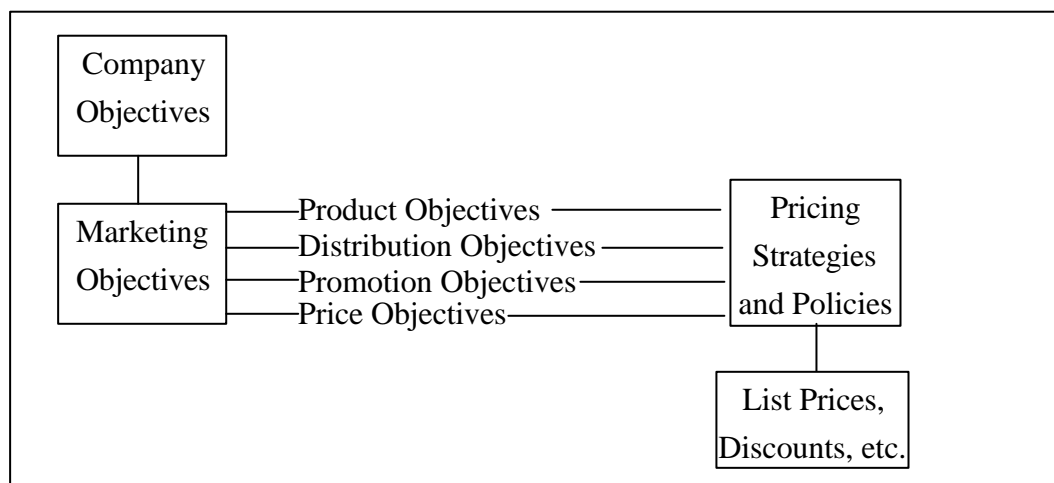 Company
Objectives
Marketing
Objectives
Product Objectives
Distribution Objectives
Promotion Objectives
Price Objectives
Pricing
Strategies
and Policies
List Prices,
Discounts, etc.